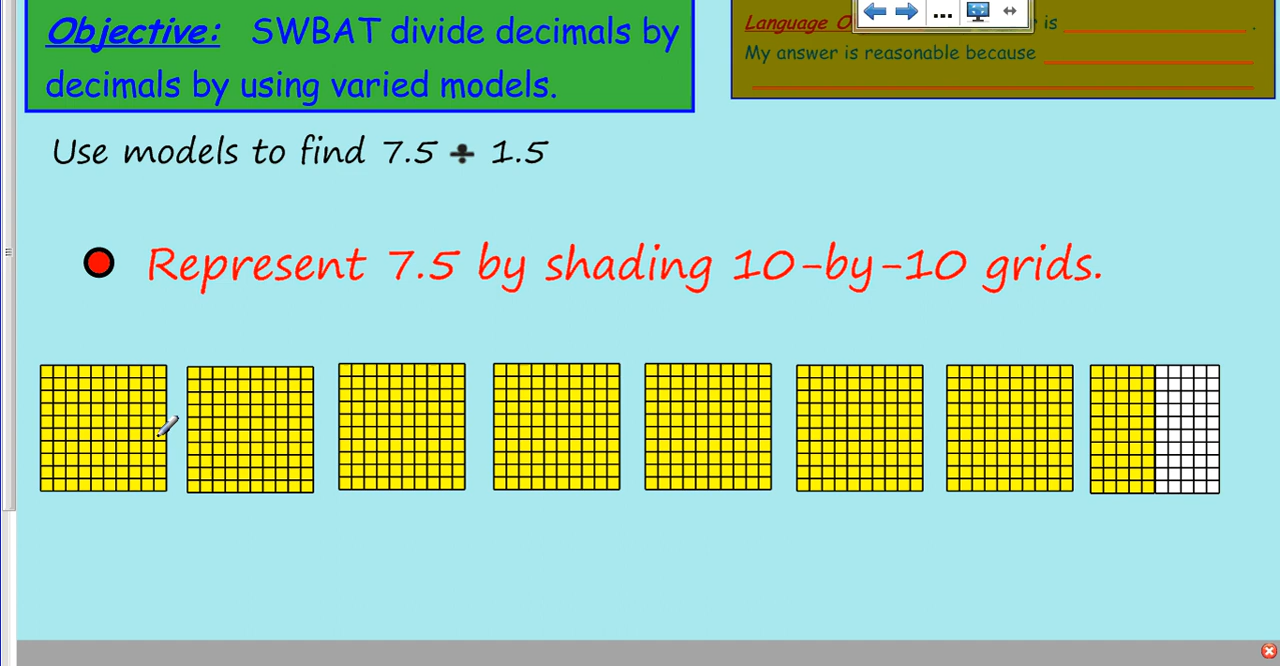 Objective: SWBAT divide decimals by
decimals by using varied models.
Language O is .
My answer is reasonable because
Use models to find 7.5 ÷ 1.5
Represent 7.5 by shading 10-by-10 grids.